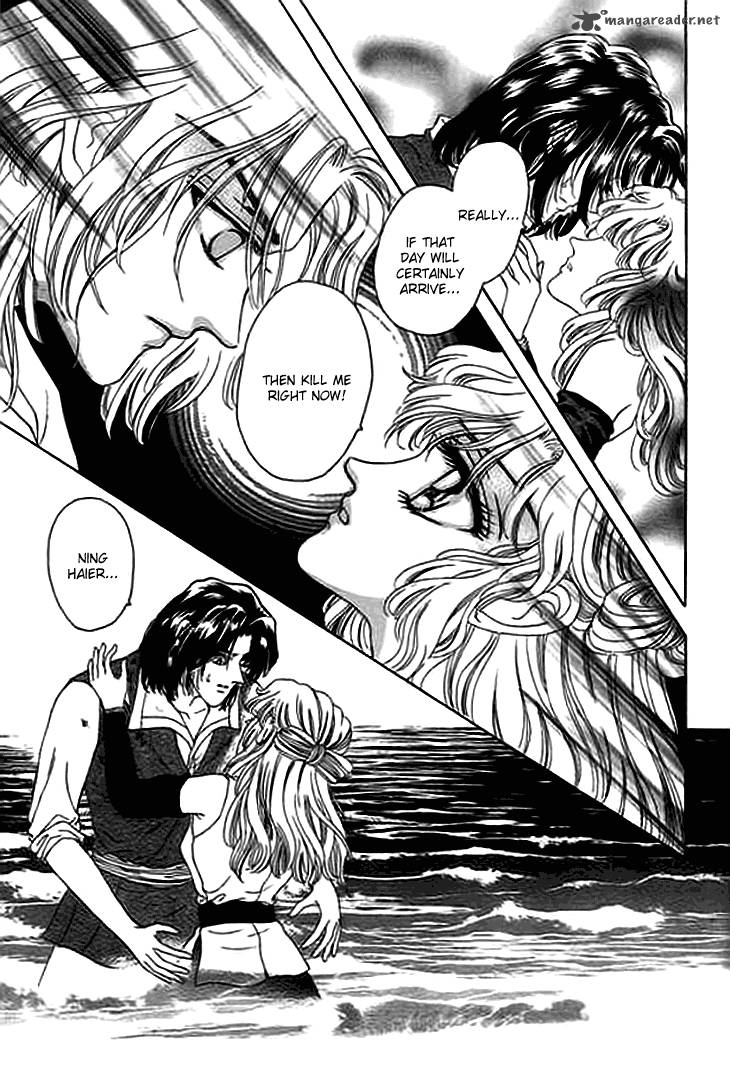 mangareader.net
REALLY...
IF THAT
DAY WILL
CERTAINLY
ARRIVE...
THEN KILL ME
RIGHT NOW!
NING
HAIER...